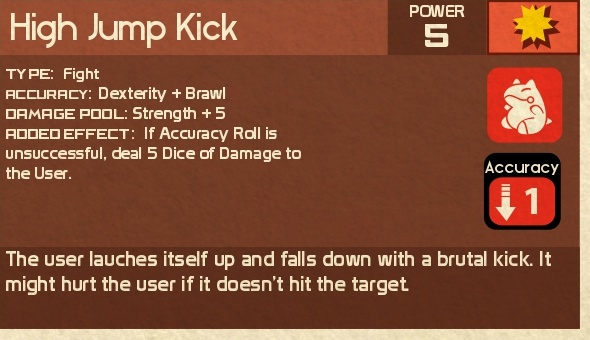 High Jump Kick
POWER
5
TYPE: Fight
ACCURACY: Dexterity + Brawl
DAMAGE POOL: Strength + 5
ADDED EFFECT: If Accuracy Roll is
unsuccessful, deal 5 Dice of Damage to
the User.
Accuracy
1
The user lauches itself up and falls down with a brutal kick. It
might hurt the user if it doesn't hit the target.